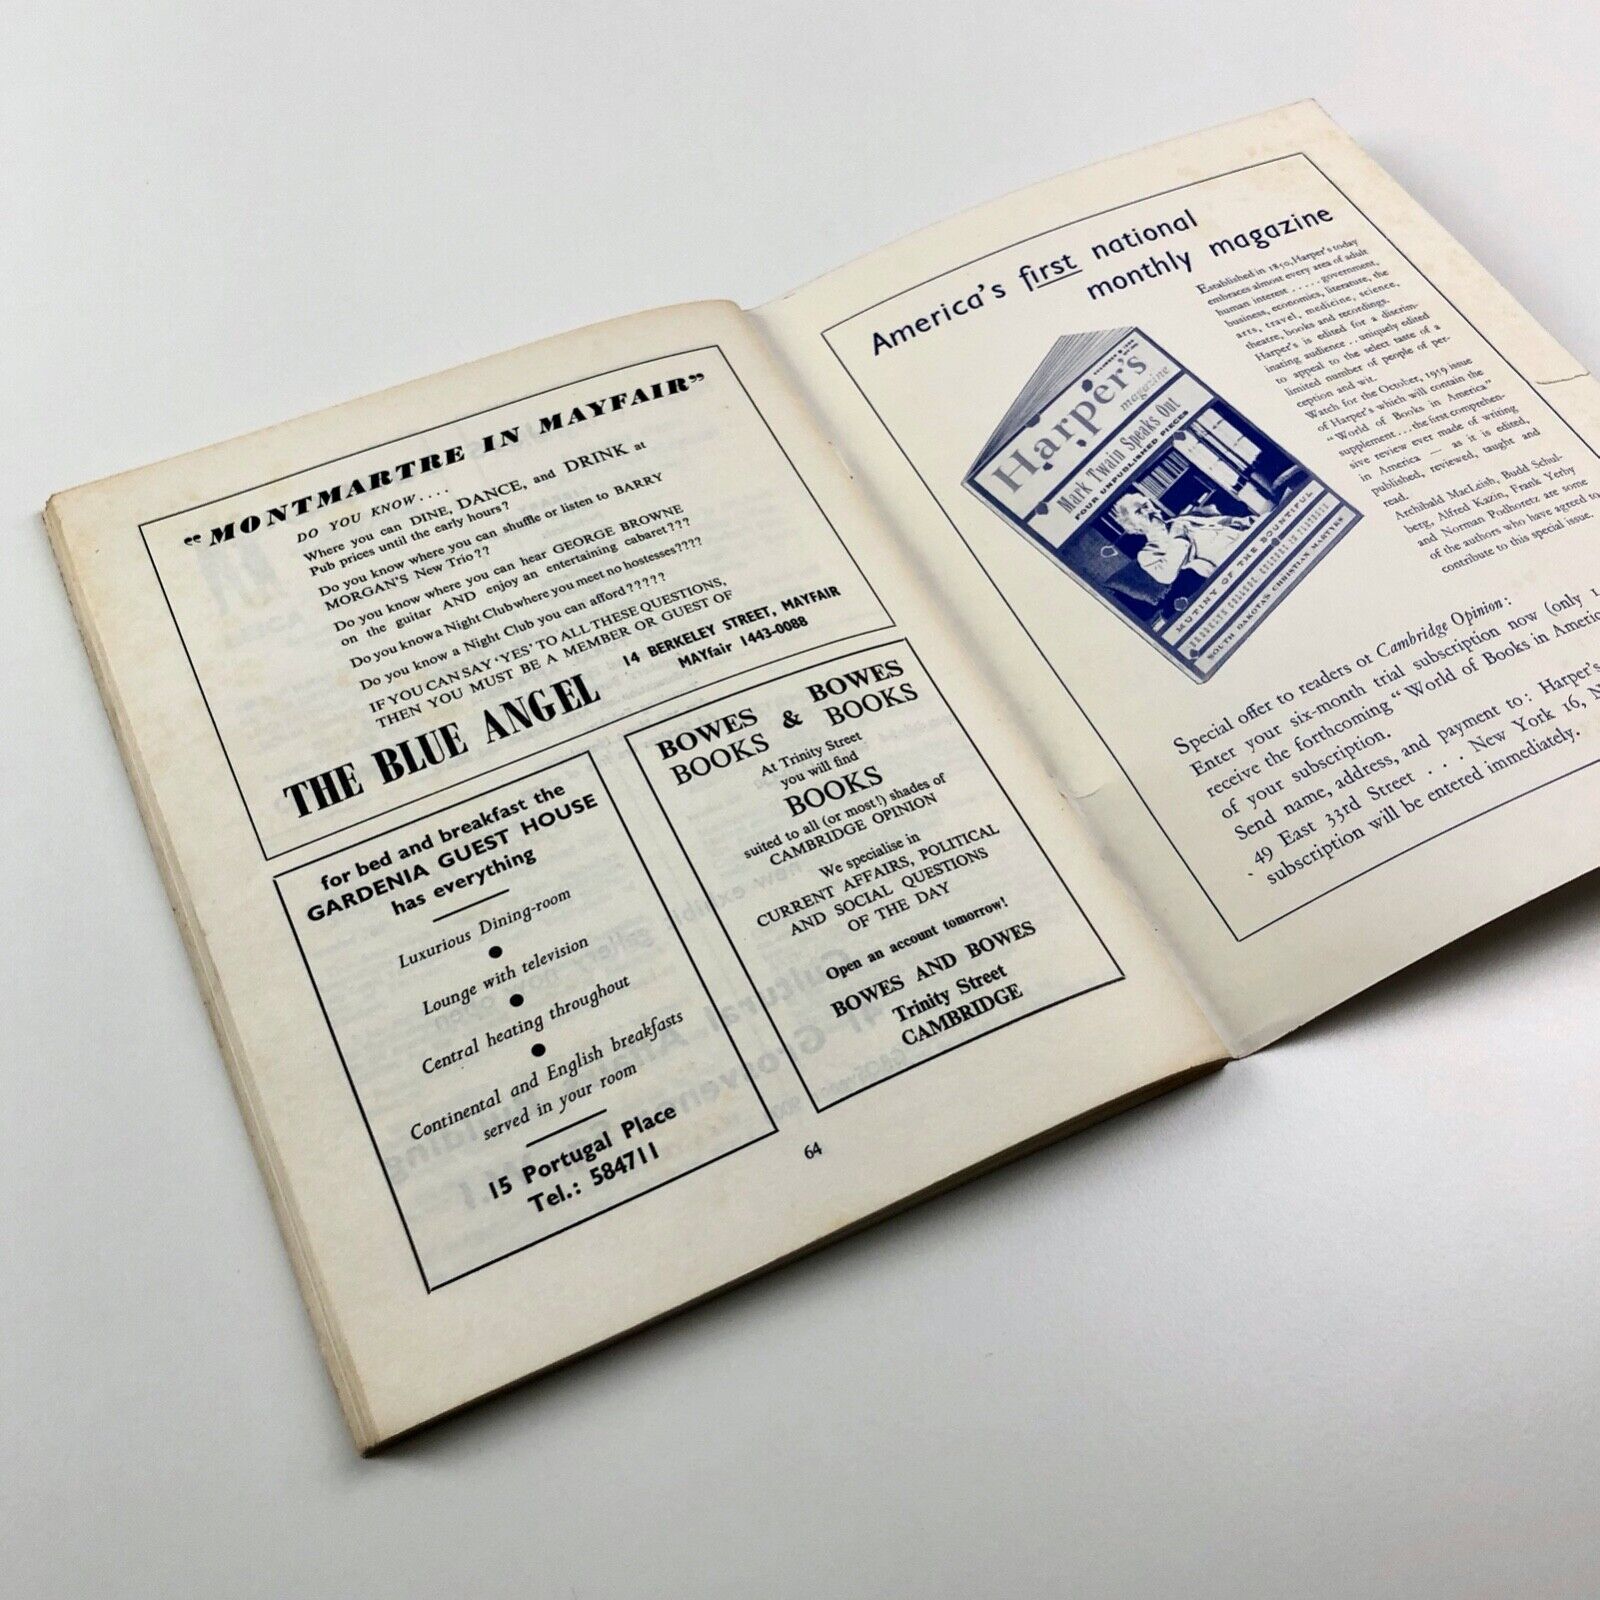 "MONTMARTRE IN MAYFAIR"
DO YOU KNOW....
Where you can DINE, DANCE, and DRINK at
Pub prices until the early hours?
Do you know where you can shuffle or listen to BARRY
MORGAN'S New Trio??
Do you know where you can hear GEORGE BROWNE
on the guitar AND enjoy an entertaining cabaret???
Do you know a Night Club where you meet no hostesses????
Do you know a Night Club you can afford?????
IF YOU CAN SAY 'YES' TO ALL THESE QUESTIONS,
THEN YOU MUST BE A MEMBER OR GUEST OF
THE BLUE ANGEL
14 BERKELEY STREET, MAYFAIR
MAYfair 1443-0088
for bed and breakfast the
GARDENIA GUEST HOUSE
has everything
Luxurious Dining-room
Lounge with television
Central heating throughout
Continental and English breakfasts
served in your room
15 Portugal Place
Tel.: 584711
BOWES & BOWES
BOOKS & BOOKS
At Trinity Street
you will find
BOOKS
suited to all (or most!) shades of
CAMBRIDGE OPINION
We specialise in
CURRENT AFFAIRS, POLITICAL
AND SOCIAL QUESTIONS
OF THE DAY
Open an account tomorrow!
BOWES AND BOWES
Trinity Street
CAMBRIDGE
64
America's first national
monthly magazine
Established in 1850, Harper's today
embraces almost every area of adult
human interest ..... government,
business, economics, literature, the
arts, travel, medicine, science,
theatre, books and recordings.
Harper's is edited for a discrim-
inating audience .. uniquely edited
to appeal to the select taste of a
limited number of people of per-
ception and wit.
Watch for the October, 1959 issue
of Harper's which will contain the
"World of Books in America"
supplement... the first comprehen-
sive review ever made of writing
in America — as it is edited,
published, reviewed, taught and
read.
Archibald MacLeish, Budd Schul-
berg, Alfred Kazin, Frank Yerby
and Norman Podhoretz are some
of the authors who have agreed to
contribute to this special issue.
Harper's
magazine
Mark Twain Speaks Out
FOUR UNPUBLISHED PIECES
MUTINY OF THE BOUNTIFUL
SOUTH DAKOTA'S CHRISTIAN MARTYRS
Special offer to readers of Cambridge Opinion:
Enter your six-month trial subscription now (only
receive the forthcoming "World of Books in
of your subscription.
Send name, address, and payment to: Harper's
49 East 33rd Street . . . New York 16,
subscription will be entered immediately.